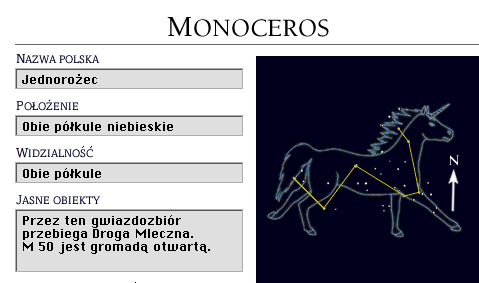 MONOCEROS
NAZWA POLSKA
Jednorożec
POŁOŻENIE
Obie półkule niebieskie
WIDZIALNOŚĆ
Obie półkule
JASNE OBIEKTY
Przez ten gwiazdozbiór
przebiega Droga Mleczna.
M 50 jest gromadą otwartą.
N